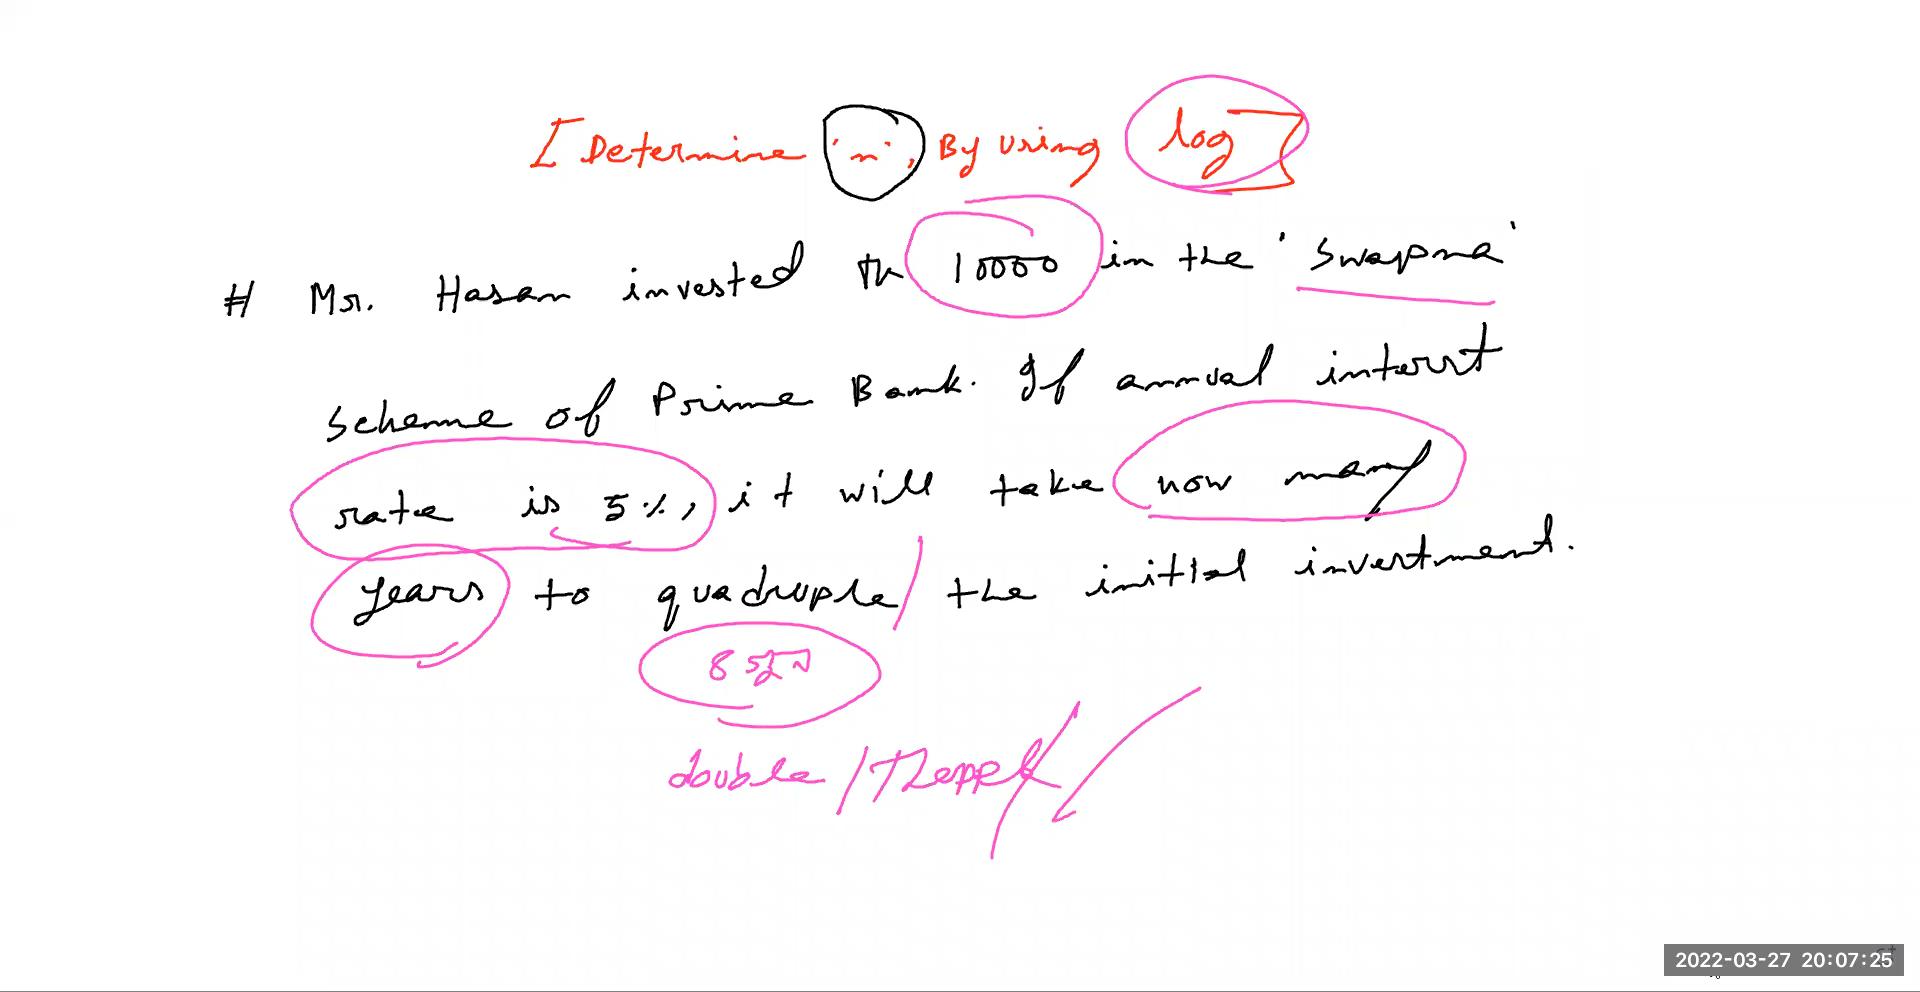 [Determine 'n', By using log]
# Mr. Hasan invested Tk 10000 in the 'Swapna'
scheme of Prime Bank. If annual interest
rate is 5%, it will take how many
years to quadruple/ the initial investment.
double /
2022-03-27 20:07:25